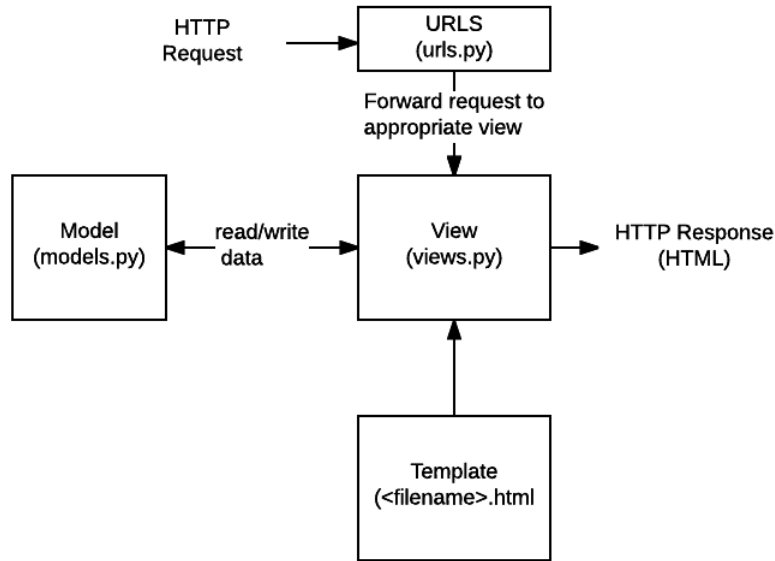 HTTP
Request
URLS
(urls.py)
Forward request to
appropriate view
Model
(models.py)
read/write
data
View
(views.py)
HTTP Response
(HTML)
Template
(<filename>.html